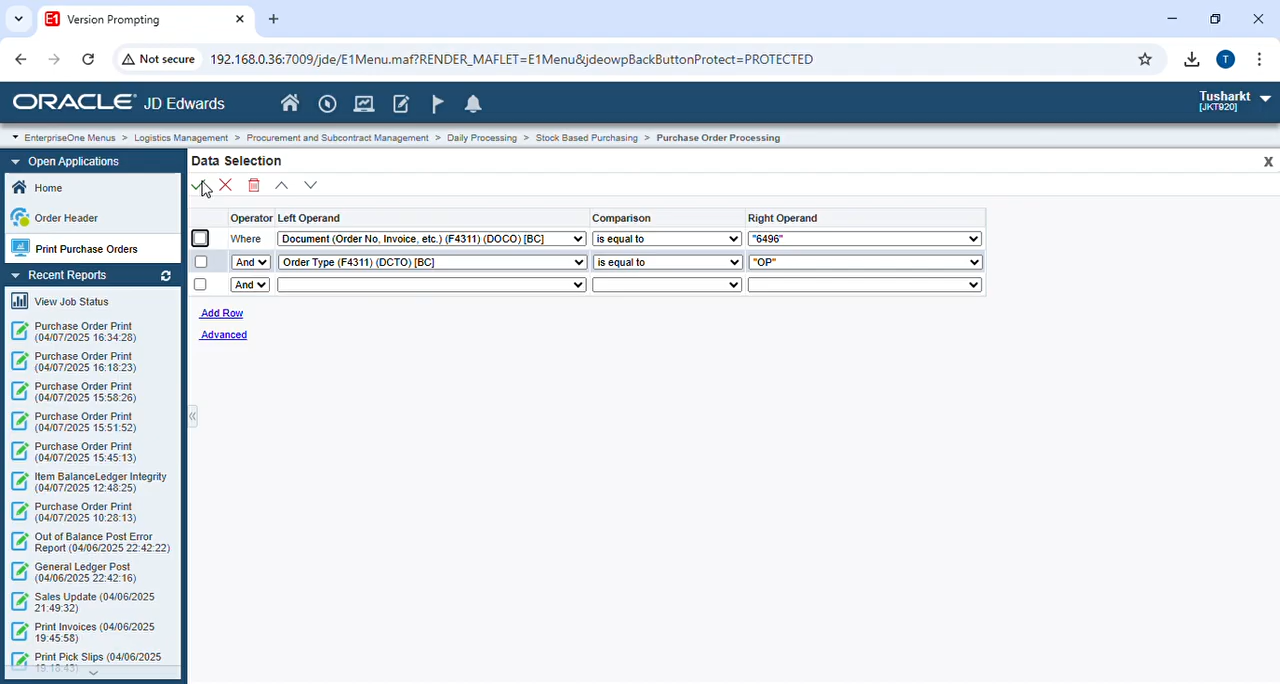 E1 Version Prompting
Not secure 192.168.0.36:7009/jde/E1Menu.maf?RENDER_MAFLET=E1Menu&jdeowpBackButtonProtect=PROTECTED T
ORACLE JD Edwards
Tusharkt
[JKT920]
EnterpriseOne Menus > Logistics Management > Procurement and Subcontract Management > Daily Processing > Stock Based Purchasing > Purchase Order Processing
Open Applications
Home
Order Header
Print Purchase Orders
Recent Reports
View Job Status
Purchase Order Print
(04/07/2025 16:34:28)
Purchase Order Print
(04/07/2025 16:18:23)
Purchase Order Print
(04/07/2025 15:58:26)
Purchase Order Print
(04/07/2025 15:51:52)
Purchase Order Print
(04/07/2025 15:45:13)
Item BalanceLedger Integrity
(04/07/2025 12:48:25)
Purchase Order Print
(04/07/2025 10:28:13)
Out of Balance Post Error
Report (04/06/2025 22:42:22)
General Ledger Post
(04/06/2025 22:42:16)
Sales Update (04/06/2025
21:49:32)
Print Invoices (04/06/2025
19:45:58)
Print Pick Slips (04/06/2025
19:18:43)
Data Selection X
Operator Left Operand Comparison Right Operand
Where Document (Order No, Invoice, etc.) (F4311) (DOCO) [BC] is equal to "6496"
And Order Type (F4311) (DCTO) [BC] is equal to "OP"
And
Add Row
Advanced